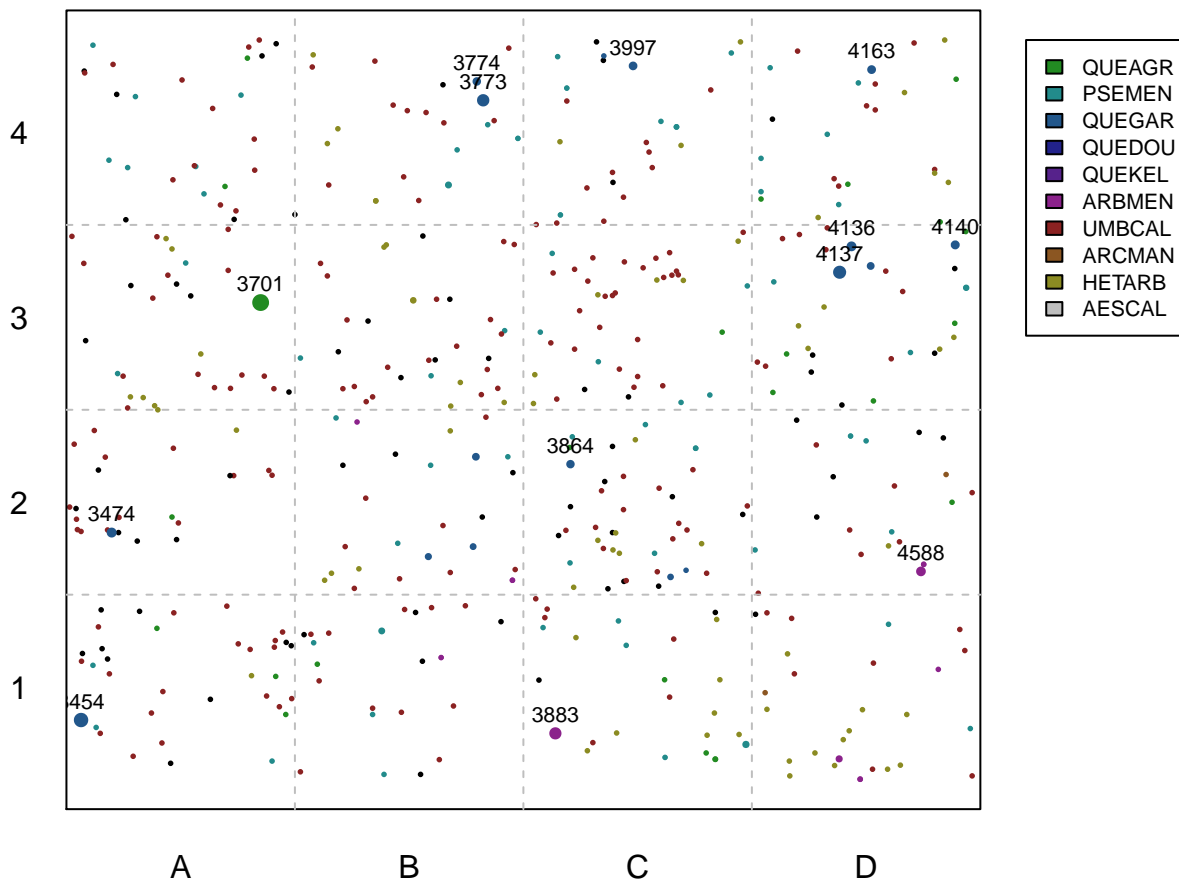 3997
4163
3774
3773
QUEAGR
PSEMEN
QUEGAR
QUEDOU
QUEKEL
ARBMEN
UMBCAL
ARCMAN
HETARB
AESCAL
4
4136
4140
4137
3701
3
3864
3474
4588
2
3454
3883
1
A
B
C
D